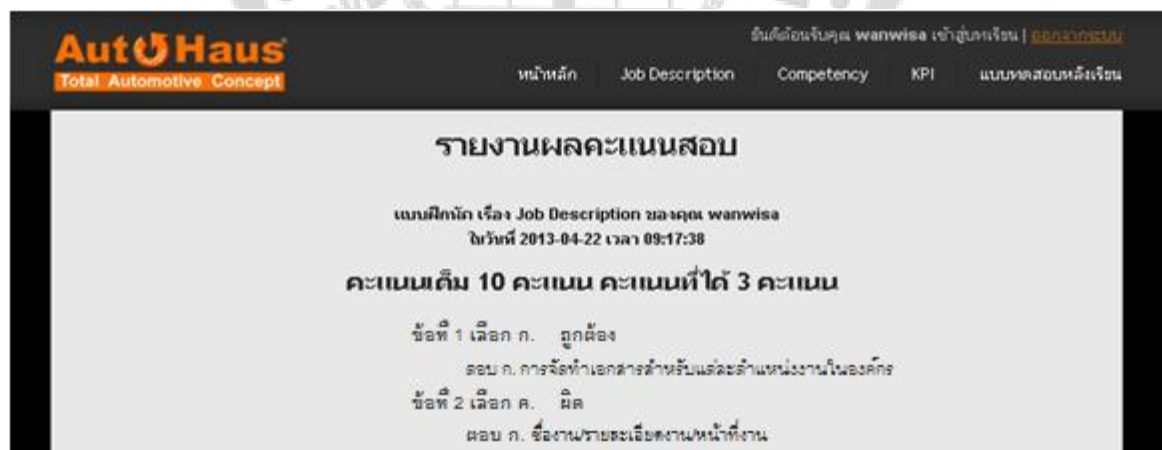 AutoHaus
Total Automotive Concept
ยินดีต้อนรับคุณ wanwisa เข้าสู่บทเรียน | ออกจากระบบ
หน้าหลัก Job Description Competency KPI แบบทดสอบหลังเรียน
รายงานผลคะแนนสอบ
แบบฝึกหัด เรื่อง Job Description ของคุณ wanwisa
ในวันที่ 2013-04-22 เวลา 09:17:38
คะแนนเต็ม 10 คะแนน คะแนนที่ได้ 3 คะแนน
ข้อที่ 1 เลือก ก. ถูกต้อง
ตอบ ก. การจัดทำเอกสารสำหรับแต่ละตำแหน่งงานในองค์กร
ข้อที่ 2 เลือก ค. ผิด
ตอบ ก. ชื่องาน/รายละเอียดงาน/หน้าที่งาน